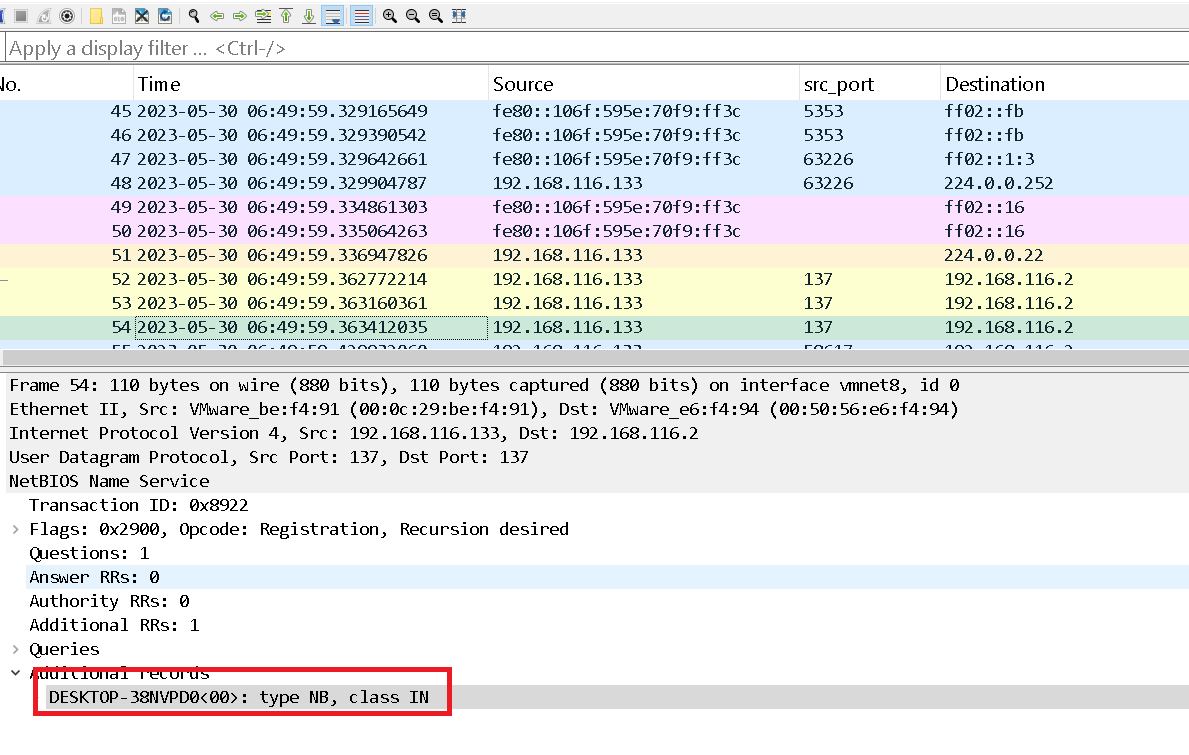 Apply a display filter ... <Ctrl-/>
No. Time Source src_port Destination
45 2023-05-30 06:49:59.329165649 fe80::106f:595e:70f9:ff3c 5353 ff02::fb
46 2023-05-30 06:49:59.329390542 fe80::106f:595e:70f9:ff3c 5353 ff02::fb
47 2023-05-30 06:49:59.329642661 fe80::106f:595e:70f9:ff3c 63226 ff02::1:3
48 2023-05-30 06:49:59.329904787 192.168.116.133 63226 224.0.0.252
49 2023-05-30 06:49:59.334861303 fe80::106f:595e:70f9:ff3c ff02::16
50 2023-05-30 06:49:59.335064263 fe80::106f:595e:70f9:ff3c ff02::16
51 2023-05-30 06:49:59.336947826 192.168.116.133 224.0.0.22
52 2023-05-30 06:49:59.362772214 192.168.116.133 137 192.168.116.2
53 2023-05-30 06:49:59.363160361 192.168.116.133 137 192.168.116.2
54 2023-05-30 06:49:59.363412035 192.168.116.133 137 192.168.116.2
Frame 54: 110 bytes on wire (880 bits), 110 bytes captured (880 bits) on interface vmnet8, id 0
Ethernet II, Src: VMware_be:f4:91 (00:0c:29:be:f4:91), Dst: VMware_e6:f4:94 (00:50:56:e6:f4:94)
Internet Protocol Version 4, Src: 192.168.116.133, Dst: 192.168.116.2
User Datagram Protocol, Src Port: 137, Dst Port: 137
NetBIOS Name Service
Transaction ID: 0x8922
Flags: 0x2900, Opcode: Registration, Recursion desired
Questions: 1
Answer RRs: 0
Authority RRs: 0
Additional RRs: 1
Queries
Additional records
DESKTOP-38NVPD0<00>: type NB, class IN